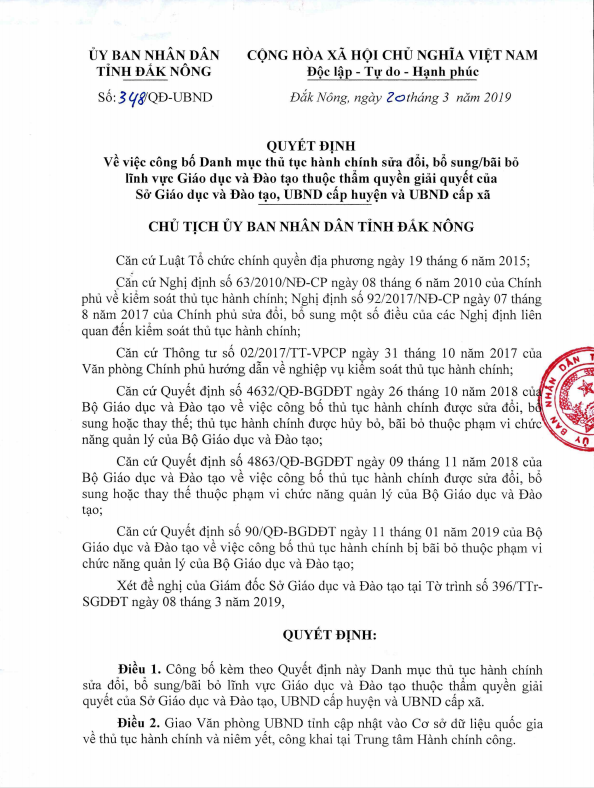 ỦY BAN NHÂN DÂN
TỈNH ĐẮK NÔNG
Số: 348/QĐ-UBND
CỘNG HÒA XÃ HỘI CHỦ NGHĨA VIỆT NAM
Độc lập - Tự do - Hạnh phúc
Đắk Nông, ngày 20 tháng 3 năm 2019
QUYẾT ĐỊNH
Về việc công bố Danh mục thủ tục hành chính sửa đổi, bổ sung/bãi bỏ
lĩnh vực Giáo dục và Đào tạo thuộc thẩm quyền giải quyết của
Sở Giáo dục và Đào tạo, UBND cấp huyện và UBND cấp xã
CHỦ TỊCH ỦY BAN NHÂN DÂN TỈNH ĐẮK NÔNG
Căn cứ Luật Tổ chức chính quyền địa phương ngày 19 tháng 6 năm 2015;
Căn cứ Nghị định số 63/2010/NĐ-CP ngày 08 tháng 6 năm 2010 của Chính
phủ về kiểm soát thủ tục hành chính; Nghị định số 92/2017/NĐ-CP ngày 07 tháng
8 năm 2017 của Chính phủ sửa đổi, bổ sung một số điều của các Nghị định liên
quan đến kiểm soát thủ tục hành chính;
Căn cứ Thông tư số 02/2017/TT-VPCP ngày 31 tháng 10 năm 2017 của
Văn phòng Chính phủ hướng dẫn về nghiệp vụ kiểm soát thủ tục hành chính;
Căn cứ Quyết định số 4632/QĐ-BGDĐT ngày 26 tháng 10 năm 2018 của
Bộ Giáo dục và Đào tạo về việc công bố thủ tục hành chính được sửa đổi, bổ
sung hoặc thay thế; thủ tục hành chính được hủy bỏ, bãi bỏ thuộc phạm vi chức
năng quản lý của Bộ Giáo dục và Đào tạo;
Căn cứ Quyết định số 4863/QĐ-BGDĐT ngày 09 tháng 11 năm 2018 của
Bộ Giáo dục và Đào tạo về việc công bố thủ tục hành chính được sửa đổi, bổ
sung hoặc thay thế thuộc phạm vi chức năng quản lý của Bộ Giáo dục và Đào
tạo;
Căn cứ Quyết định số 90/QĐ-BGDĐT ngày 11 tháng 01 năm 2019 của Bộ
Giáo dục và Đào tạo về việc công bố thủ tục hành chính bị bãi bỏ thuộc phạm vi
chức năng quản lý của Bộ Giáo dục và Đào tạo;
Xét đề nghị của Giám đốc Sở Giáo dục và Đào tạo tại Tờ trình số 396/TTr-
SGDĐT ngày 08 tháng 3 năm 2019,
QUYẾT ĐỊNH:
Điều 1. Công bố kèm theo Quyết định này Danh mục thủ tục hành chính
sửa đổi, bổ sung/bãi bỏ lĩnh vực Giáo dục và Đào tạo thuộc thẩm quyền giải
quyết của Sở Giáo dục và Đào tạo, UBND cấp huyện và UBND cấp xã.
Điều 2. Giao Văn phòng UBND tỉnh cập nhật vào Cơ sở dữ liệu quốc gia
về thủ tục hành chính và niêm yết, công khai tại Trung tâm Hành chính công.
ỦY BAN NHÂN DÂN